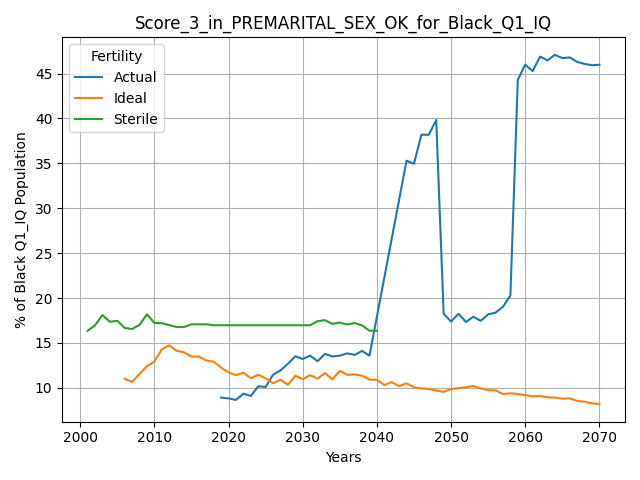 Score_3_in_PREMARITAL_SEX_OK_for_Black_Q1_IQ
Fertility
Actual
Ideal
Sterile
% of Black Q1_IQ Population
45
40
35
30
25
20
15
10
2000 2010 2020 2030 2040 2050 2060 2070
Years